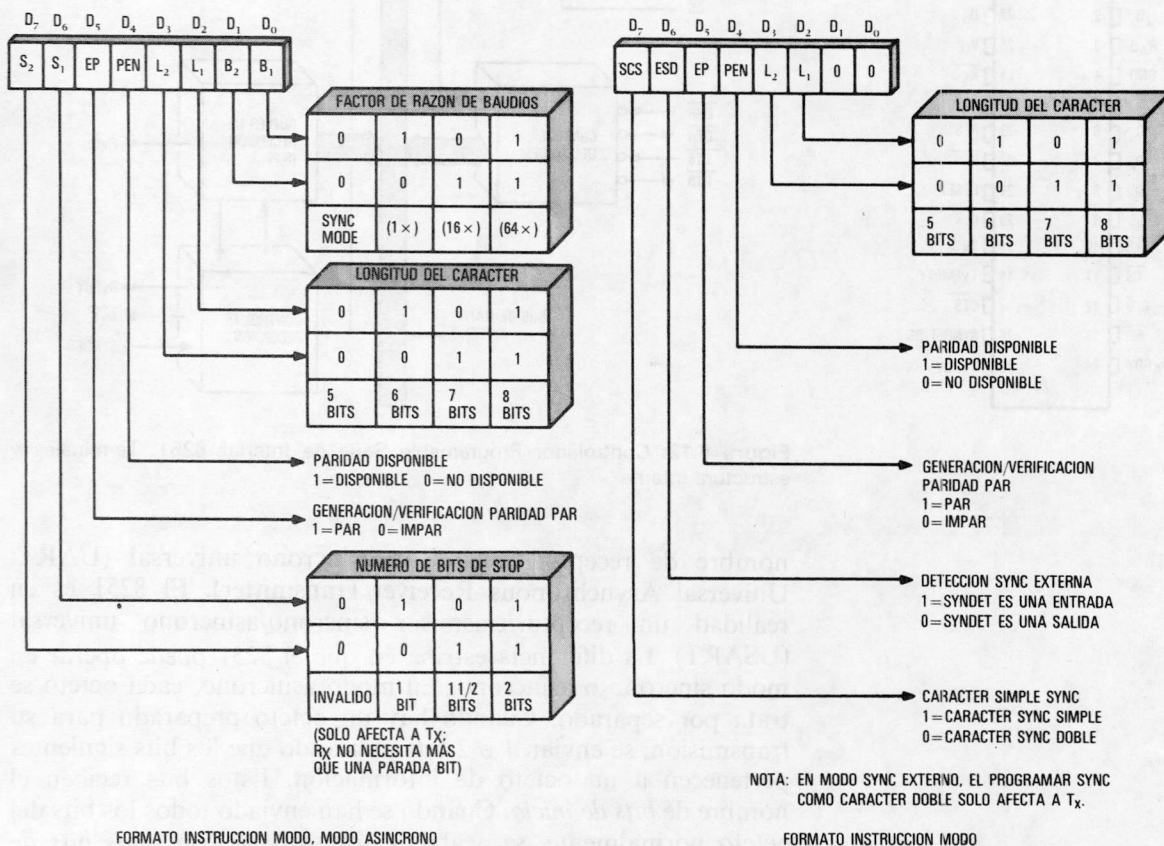 D₇ D₆ D₅ D₄ D₃ D₂ D₁ D₀
S₂ S₁ EP PEN L₂ L₁ B₂ B₁
FACTOR DE RAZON DE BAUDIOS
0 1 0 1
0 0 1 1
SYNC MODE (1×) (16×) (64×)
LONGITUD DEL CARACTER
0 1 0 1
0 0 1 1
5 BITS 6 BITS 7 BITS 8 BITS
PARIDAD DISPONIBLE
1=DISPONIBLE 0=NO DISPONIBLE
GENERACION/VERIFICACION PARIDAD PAR
1=PAR 0=IMPAR
NUMERO DE BITS DE STOP
0 1 0 1
0 0 1 1
INVALIDO 1 BIT 1 1/2 BITS 2 BITS
(SOLO AFECTA A Tₓ;
Rₓ NO NECESITA MAS
QUE UNA PARADA BIT)
FORMATO INSTRUCCION MODO, MODO ASINCRONO
D₇ D₆ D₅ D₄ D₃ D₂ D₁ D₀
SCS ESD EP PEN L₂ L₁ 0 0
LONGITUD DEL CARACTER
0 1 0 1
0 0 1 1
5 BITS 6 BITS 7 BITS 8 BITS
PARIDAD DISPONIBLE
1=DISPONIBLE
0=NO DISPONIBLE
GENERACION/VERIFICACION
PARIDAD PAR
1=PAR
0=IMPAR
DETECCION SYNC EXTERNA
1=SYNDET ES UNA ENTRADA
0=SYNDET ES UNA SALIDA
CARACTER SIMPLE SYNC
1=CARACTER SYNC SIMPLE
0=CARACTER SYNC DOBLE
NOTA: EN MODO SYNC EXTERNO, EL PROGRAMAR SYNC
COMO CARACTER DOBLE SOLO AFECTA A Tₓ.
FORMATO INSTRUCCION MODO